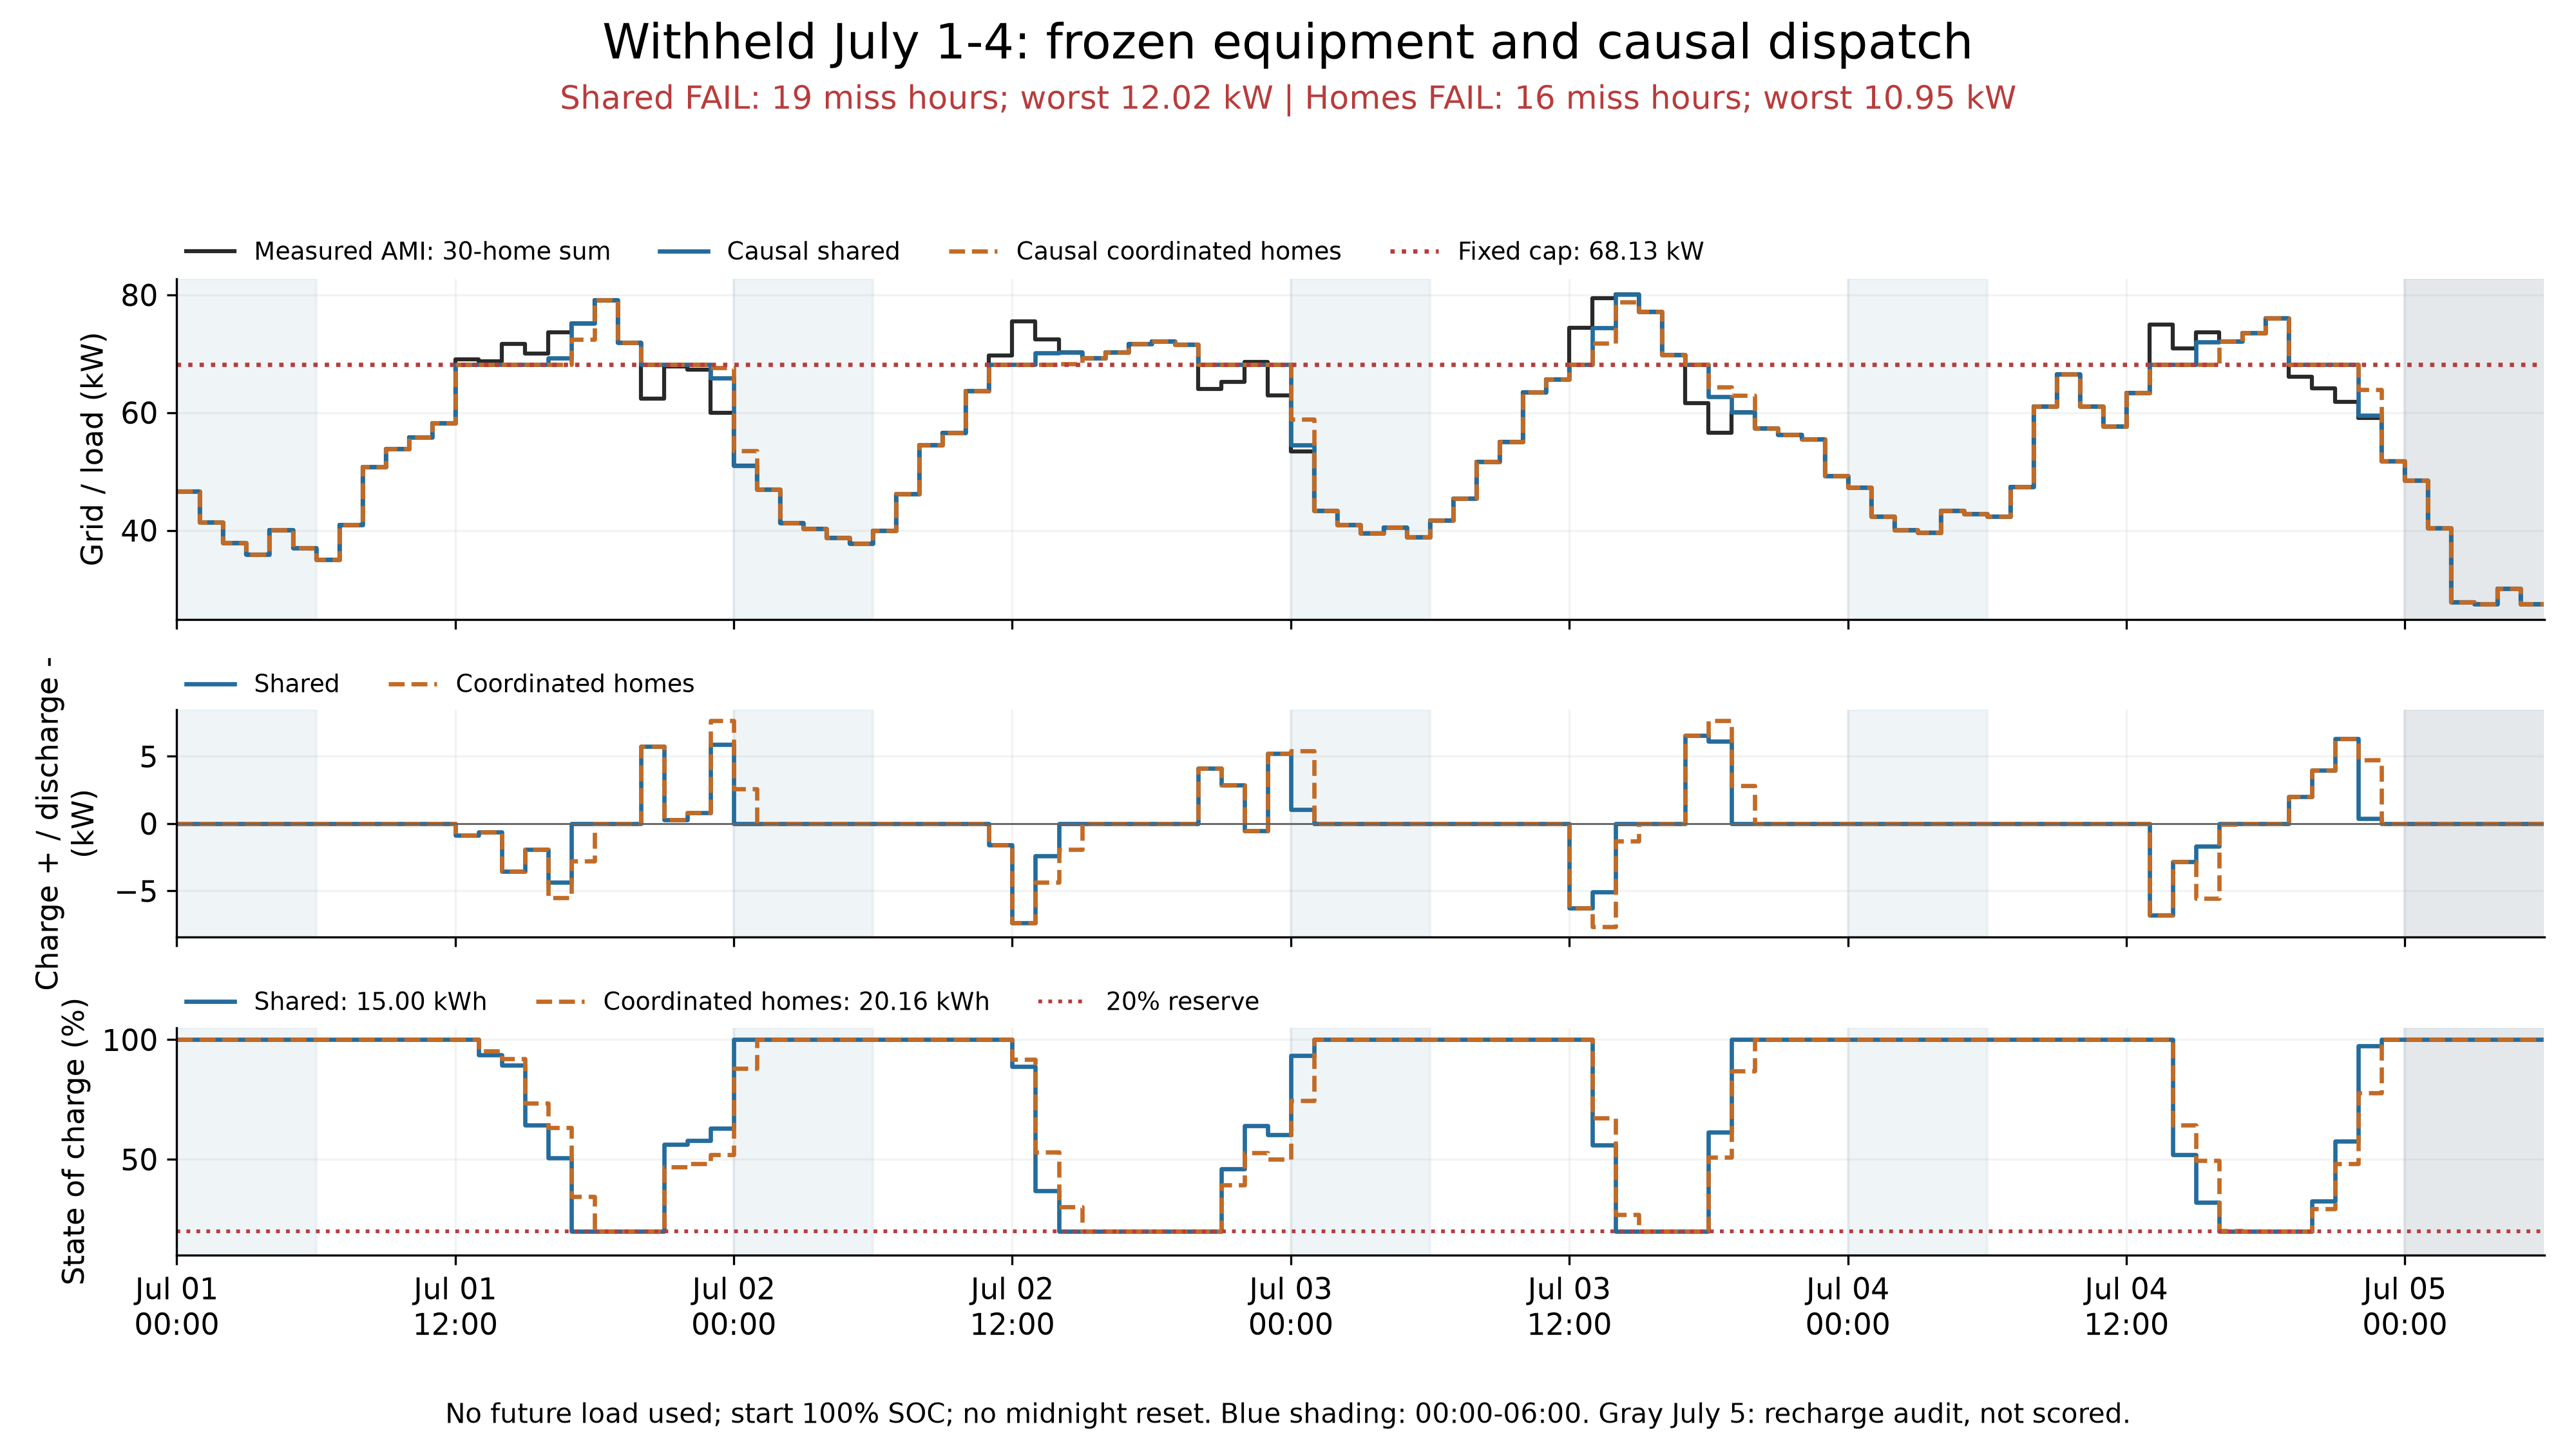 Withheld July 1-4: frozen equipment and causal dispatch
Shared FAIL: 19 miss hours; worst 12.02 kW | Homes FAIL: 16 miss hours; worst 10.95 kW
Measured AMI: 30-home sum
Causal shared
Causal coordinated homes
Fixed cap: 68.13 kW
Grid / load (kW)
80
60
40
Shared
Coordinated homes
Charge + / discharge -
(kW)
5
0
−5
Shared: 15.00 kWh
Coordinated homes: 20.16 kWh
20% reserve
State of charge (%)
100
50
Jul 01
00:00
Jul 01
12:00
Jul 02
00:00
Jul 02
12:00
Jul 03
00:00
Jul 03
12:00
Jul 04
00:00
Jul 04
12:00
Jul 05
00:00
No future load used; start 100% SOC; no midnight reset. Blue shading: 00:00-06:00. Gray July 5: recharge audit, not scored.